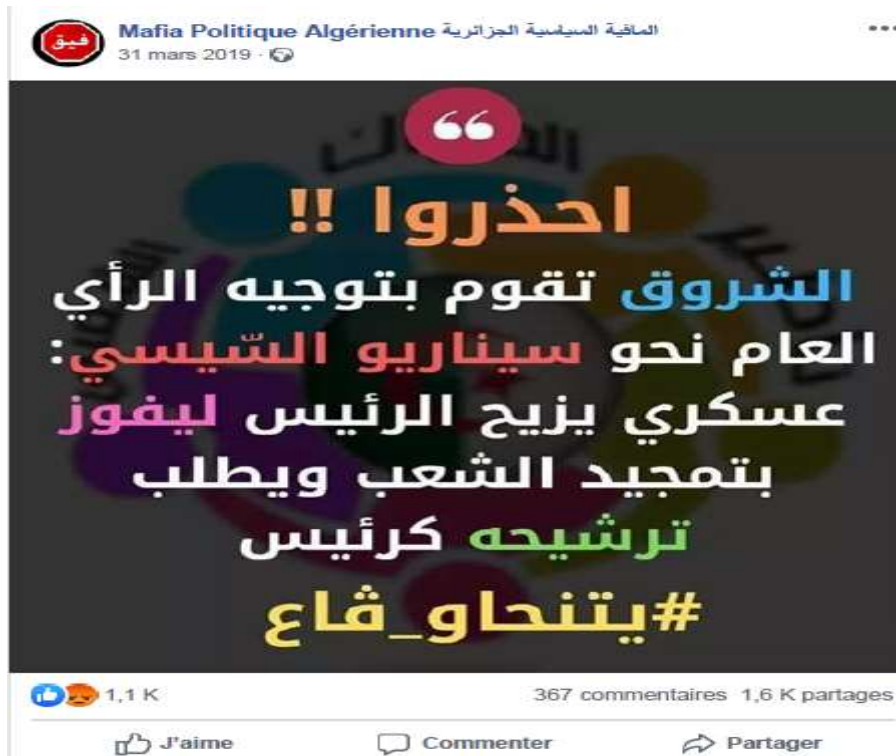 فيق
Mafia Politique Algérienne المافية السياسية الجزائرية
31 mars 2019
احذروا !!
الشروق تقوم بتوجيه الرأي
العام نحو سيناريو السّيسي:
عسكري يزيح الرئيس ليفوز
بتمجيد الشعب ويطلب
ترشيحه كرئيس
#يتنحاو_ڤاع
1,1 K
367 commentaires 1,6 K partages
J'aime
Commenter
Partager